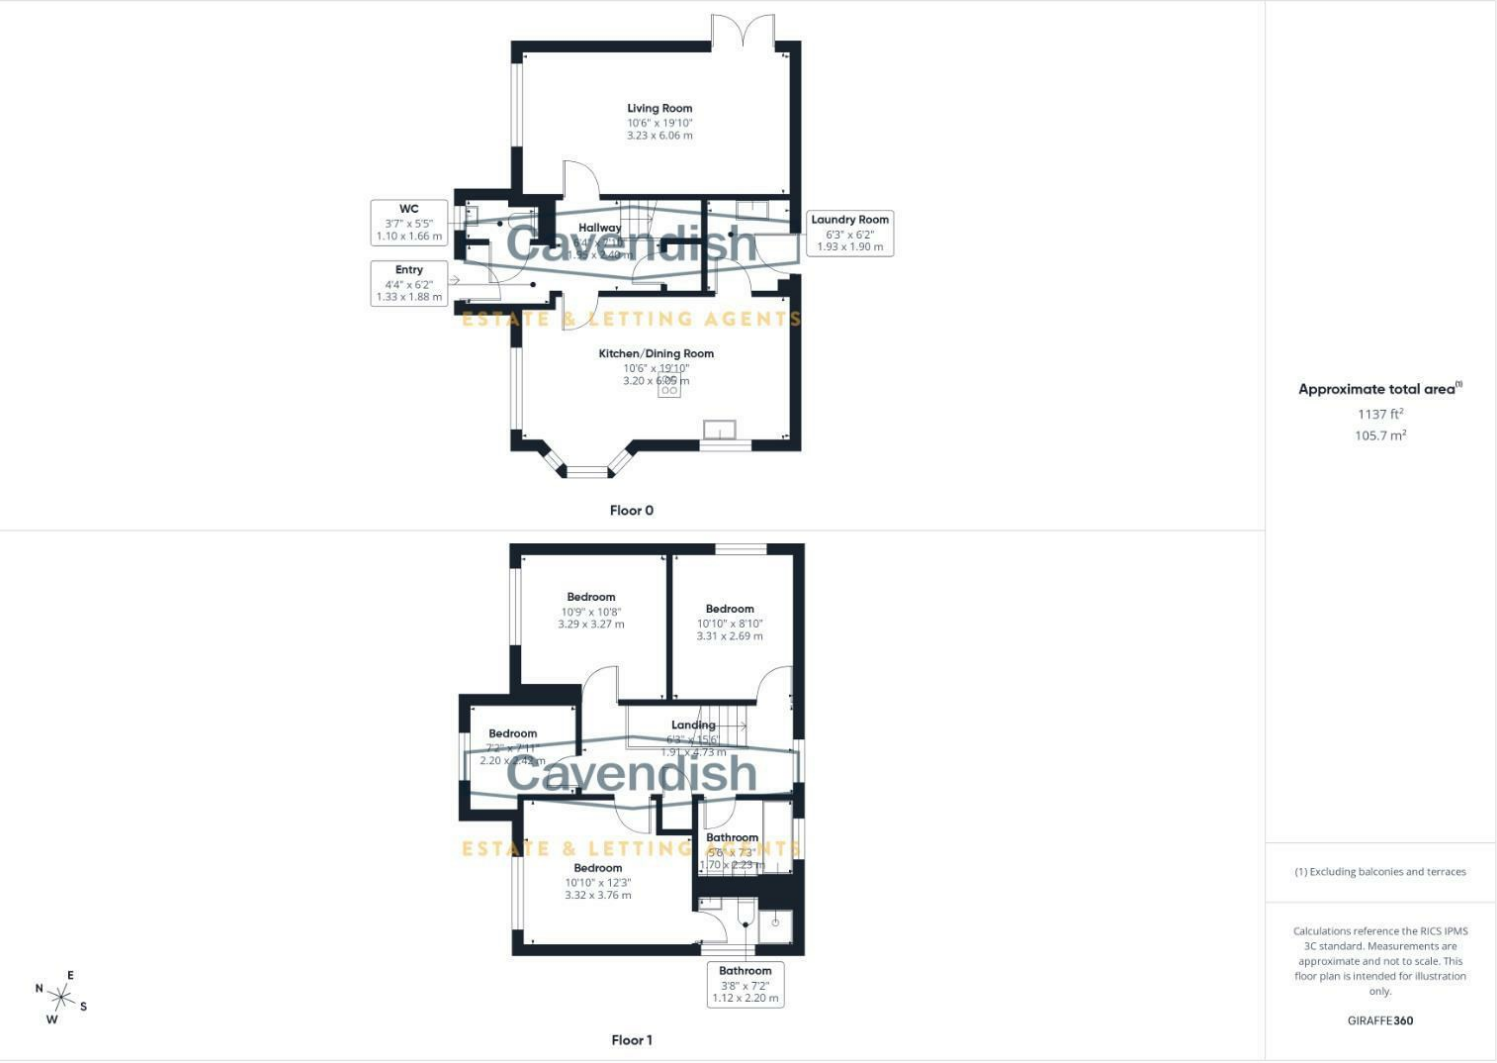 Living Room
10'6" x 19'10"
3.23 x 6.06 m
WC
3'7" x 5'5"
1.10 x 1.66 m
Hallway
Laundry Room
6'3" x 6'2"
1.93 x 1.90 m
Cavendish
Entry
4'4" x 6'2"
1.33 x 1.88 m
ESTATE & LETTING AGENTS
Kitchen/Dining Room
10'6" x 19'10"
3.20 x 6.05 m
Floor 0
Bedroom
10'9" x 10'8"
3.29 x 3.27 m
Bedroom
10'10" x 8'10"
3.31 x 2.69 m
Bedroom
7'2" x 7'11"
2.20 x 2.42 m
Landing
6'3" x 15'6"
1.91 x 4.73 m
Cavendish
ESTATE & LETTING AGENTS
Bathroom
5'6" x 7'3"
1.70 x 2.23 m
Bedroom
10'10" x 12'3"
3.32 x 3.76 m
Bathroom
3'8" x 7'2"
1.12 x 2.20 m
E
N
S
W
Floor 1
Approximate total area(1)
1137 ft²
105.7 m²
(1) Excluding balconies and terraces
Calculations reference the RICS IPMS
3C standard. Measurements are
approximate and not to scale. This
floor plan is intended for illustration
only.
GIRAFFE360